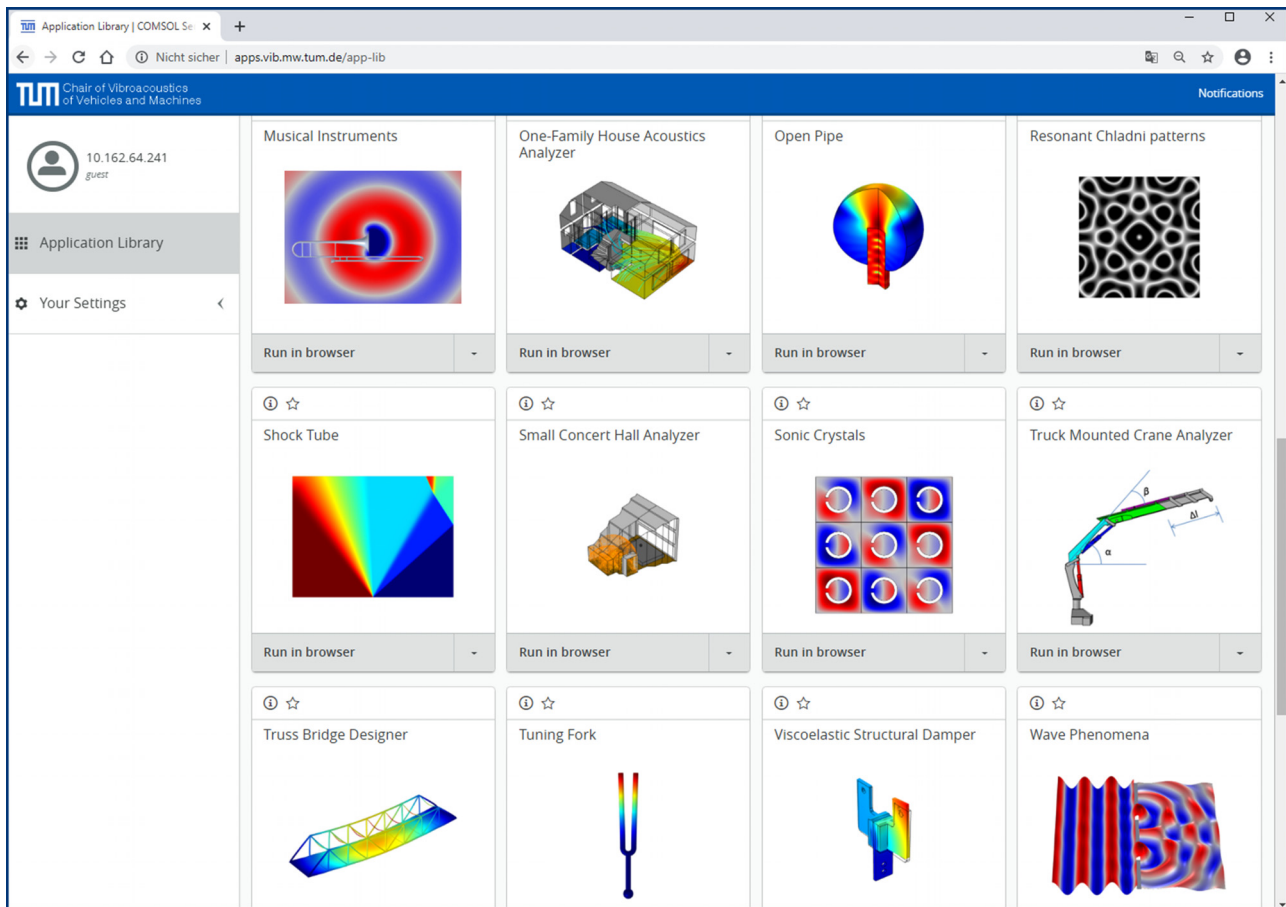 TUM Application Library | COMSOL Se
Nicht sicher | apps.vib.mw.tum.de/app-lib
TUM Chair of Vibroacoustics
of Vehicles and Machines
Notifications
10.162.64.241
guest
Application Library
Your Settings
Musical Instruments
One-Family House Acoustics
Analyzer
Open Pipe
Resonant Chladni patterns
Run in browser
Run in browser
Run in browser
Run in browser
Shock Tube
Small Concert Hall Analyzer
Sonic Crystals
Truck Mounted Crane Analyzer
β
Δl
α
Run in browser
Run in browser
Run in browser
Run in browser
Truss Bridge Designer
Tuning Fork
Viscoelastic Structural Damper
Wave Phenomena